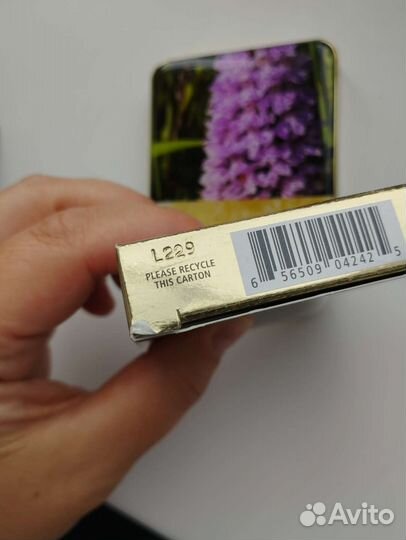 L229
PLEASE RECYCLE
THIS CARTON
6 56509 04242 5
Avito